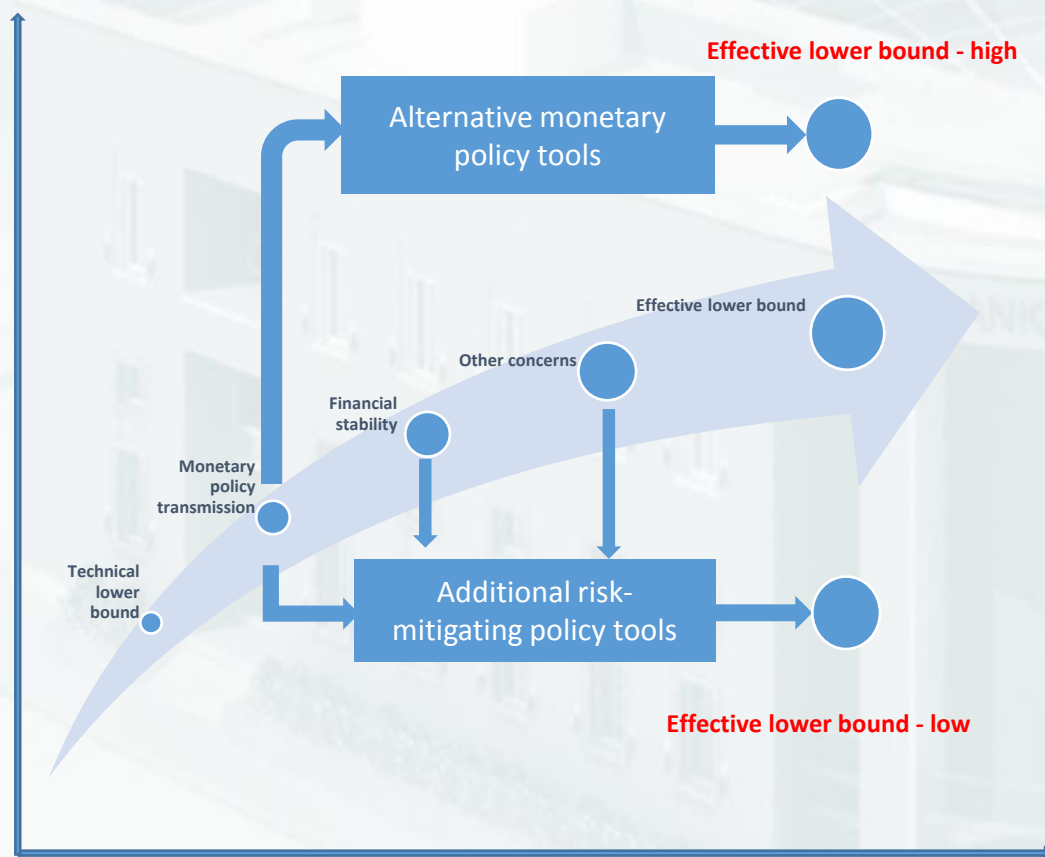 Effective lower bound - high
Alternative monetary
policy tools
Effective lower bound
Other concerns
Financial
stability
Monetary
policy
transmission
Technical
lower
bound
Additional risk-
mitigating policy tools
Effective lower bound - low